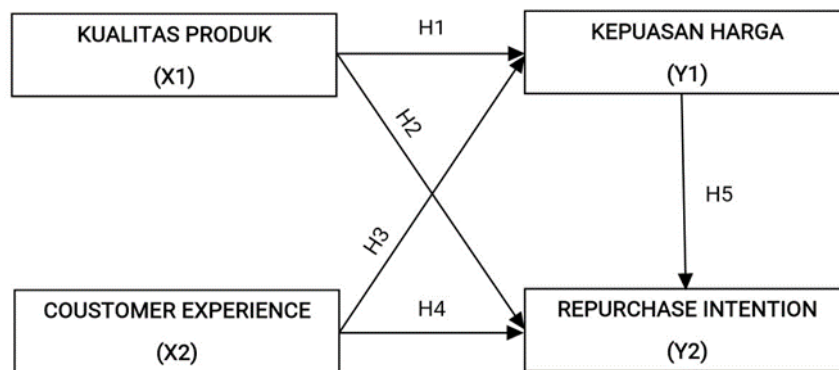 KUALITAS PRODUK
(X1)
H1
KEPUASAN HARGA
(Y1)
H2
H3
H5
COUSTOMER EXPERIENCE
(X2)
H4
REPURCHASE INTENTION
(Y2)